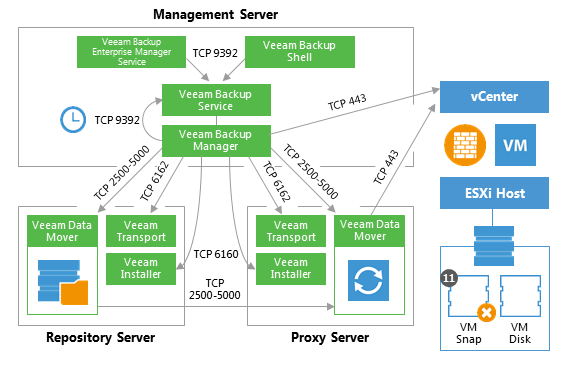 Management Server
Veeam Backup
Enterprise Manager
Service
TCP 9392
Veeam Backup
Shell
Veeam Backup
Service
TCP 9392
Veeam Backup
Manager
TCP 443
vCenter
VM
TCP 2500-5000
TCP 6162
TCP 6162
TCP 2500-5000
TCP 443
ESXi Host
Veeam Data
Mover
Veeam
Transport
Veeam
Installer
TCP 6160
TCP
2500-5000
Veeam
Transport
Veeam
Installer
Veeam Data
Mover
11
VM
Snap
VM
Disk
Repository Server
Proxy Server